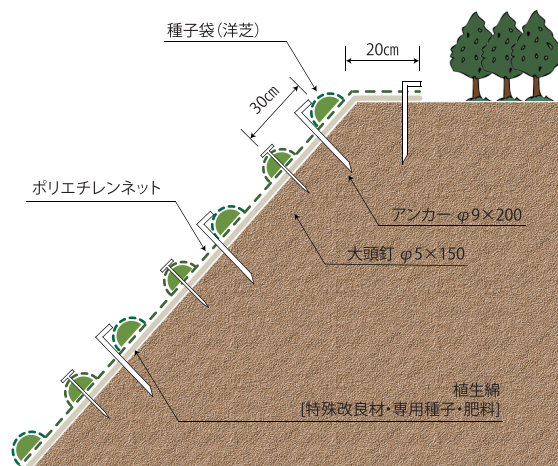 種子袋（洋芝）
20㎝
30㎝
ポリエチレンネット
アンカー φ9×200
大頭釘 φ5×150
植生綿
[特殊改良材・専用種子・肥料]